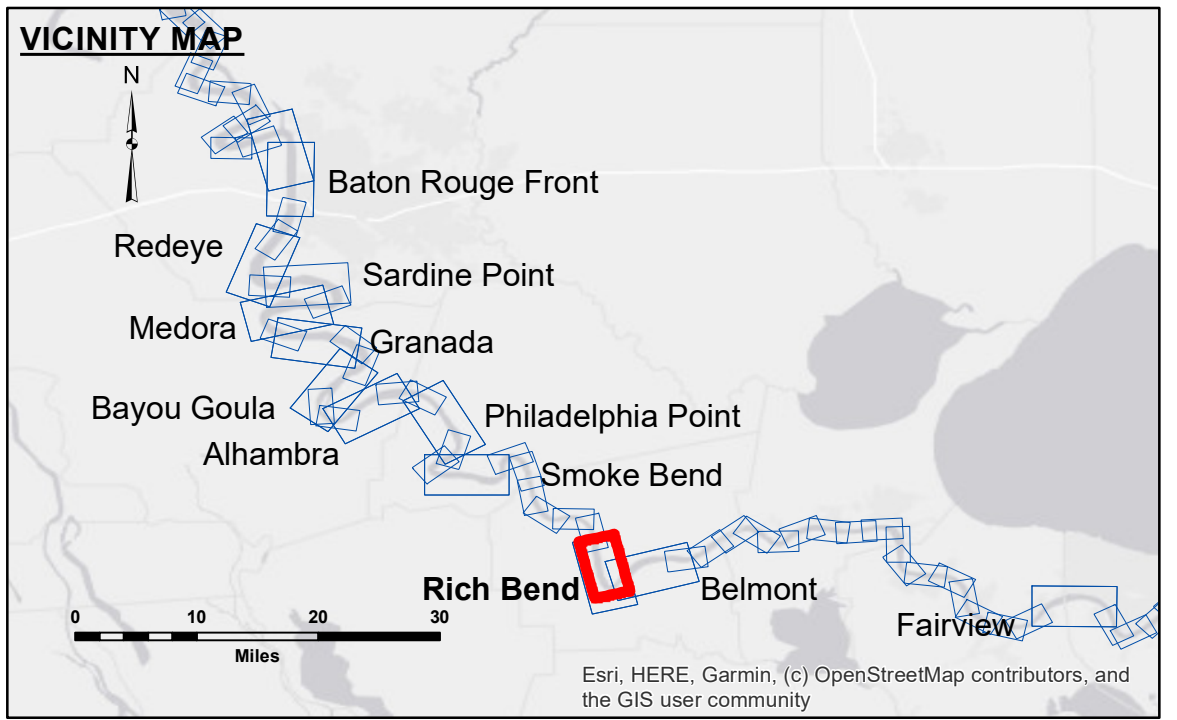 VICINITY MAP
N
Baton Rouge Front
Redeye
Sardine Point
Medora
Granada
Bayou Goula
Philadelphia Point
Alhambra
Smoke Bend
Rich Bend
Belmont
Fairview
0 10 20 30
Miles
Esri, HERE, Garmin, (c) OpenStreetMap contributors, and
the GIS user community